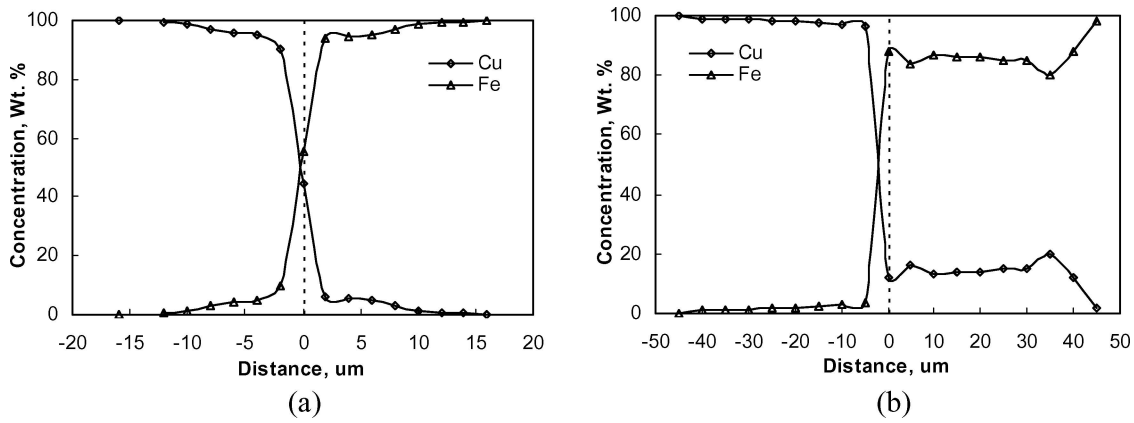 100
80
60
40
20
0
Concentration, Wt. %
Cu
Fe
-20 -15 -10 -5 0 5 10 15 20
Distance, um
(a)
100
80
60
40
20
0
Concentration, Wt. %
Cu
Fe
-50 -40 -30 -20 -10 0 10 20 30 40 50
Distance, um
(b)